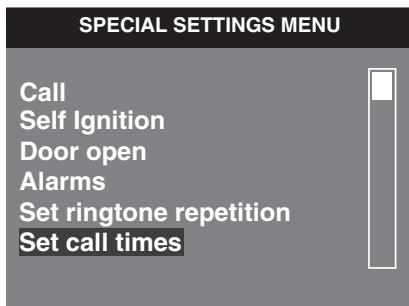 SPECIAL SETTINGS MENU
Call
Self Ignition
Door open
Alarms
Set ringtone repetition
Set call times